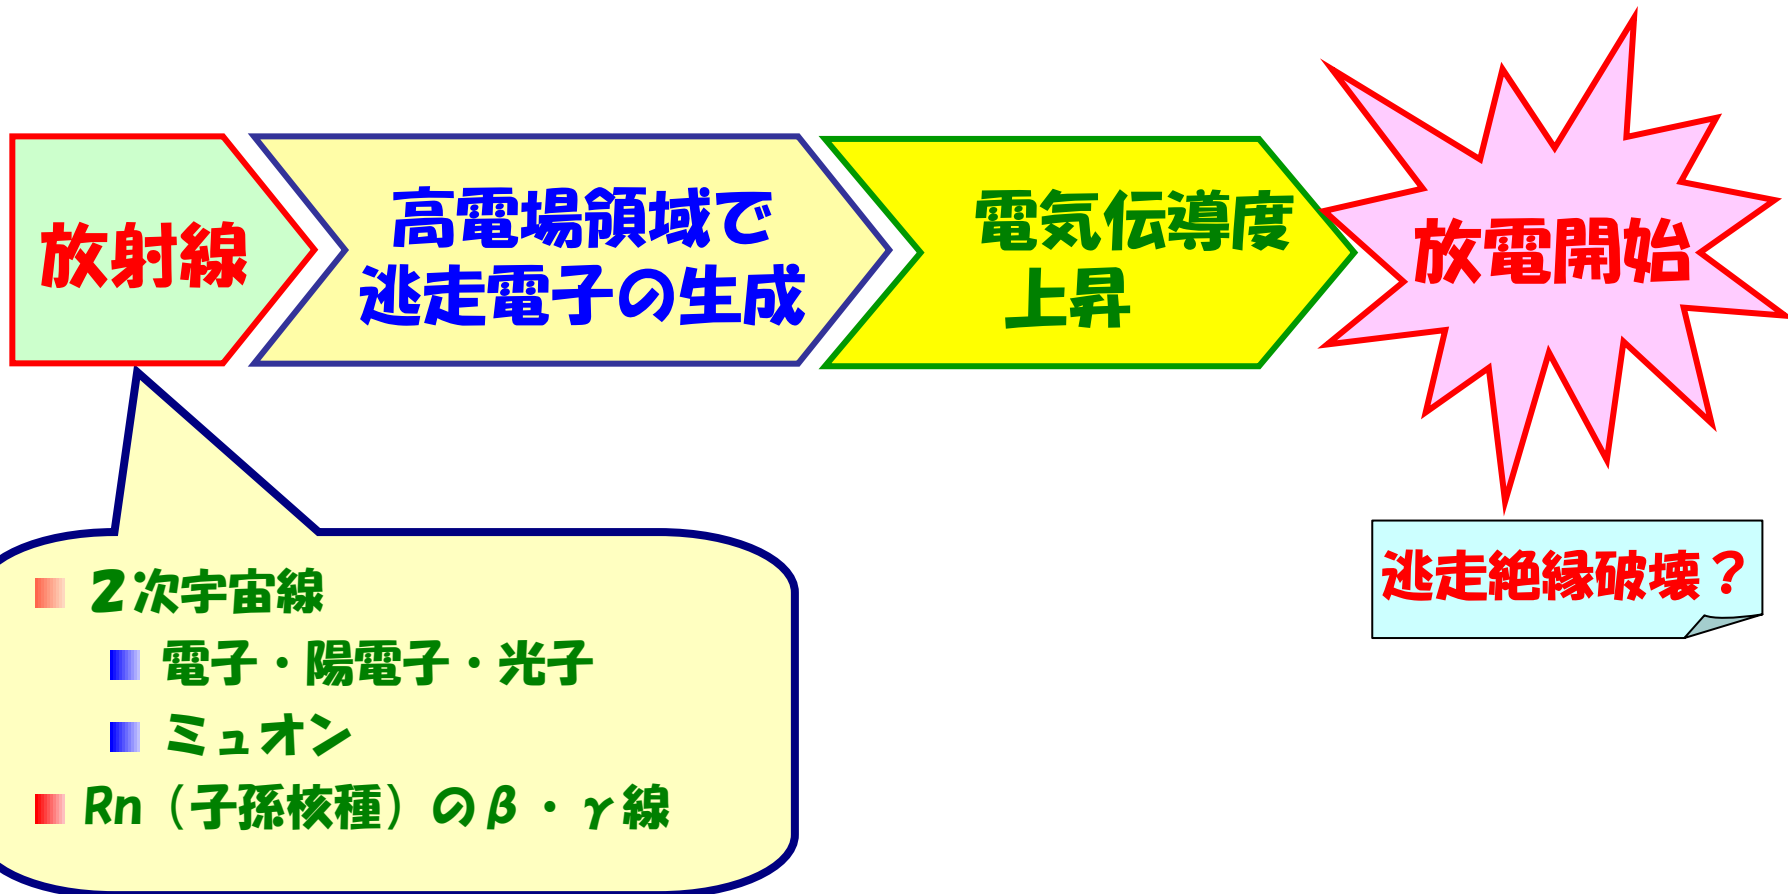 放射線
高電場領域で
逃走電子の生成
電気伝導度
上昇
放電開始
逃走絶縁破壊？
２次宇宙線
電子・陽電子・光子
ミュオン
Rn（子孫核種）のβ・γ線